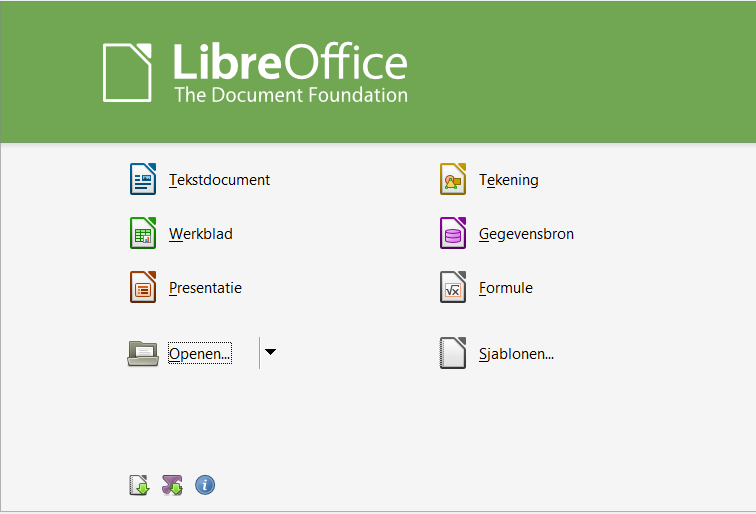 LibreOffice
The Document Foundation
Tekstdocument
Tekening
Werkblad
Gegevensbron
Presentatie
Formule
Openen...
Sjablonen...